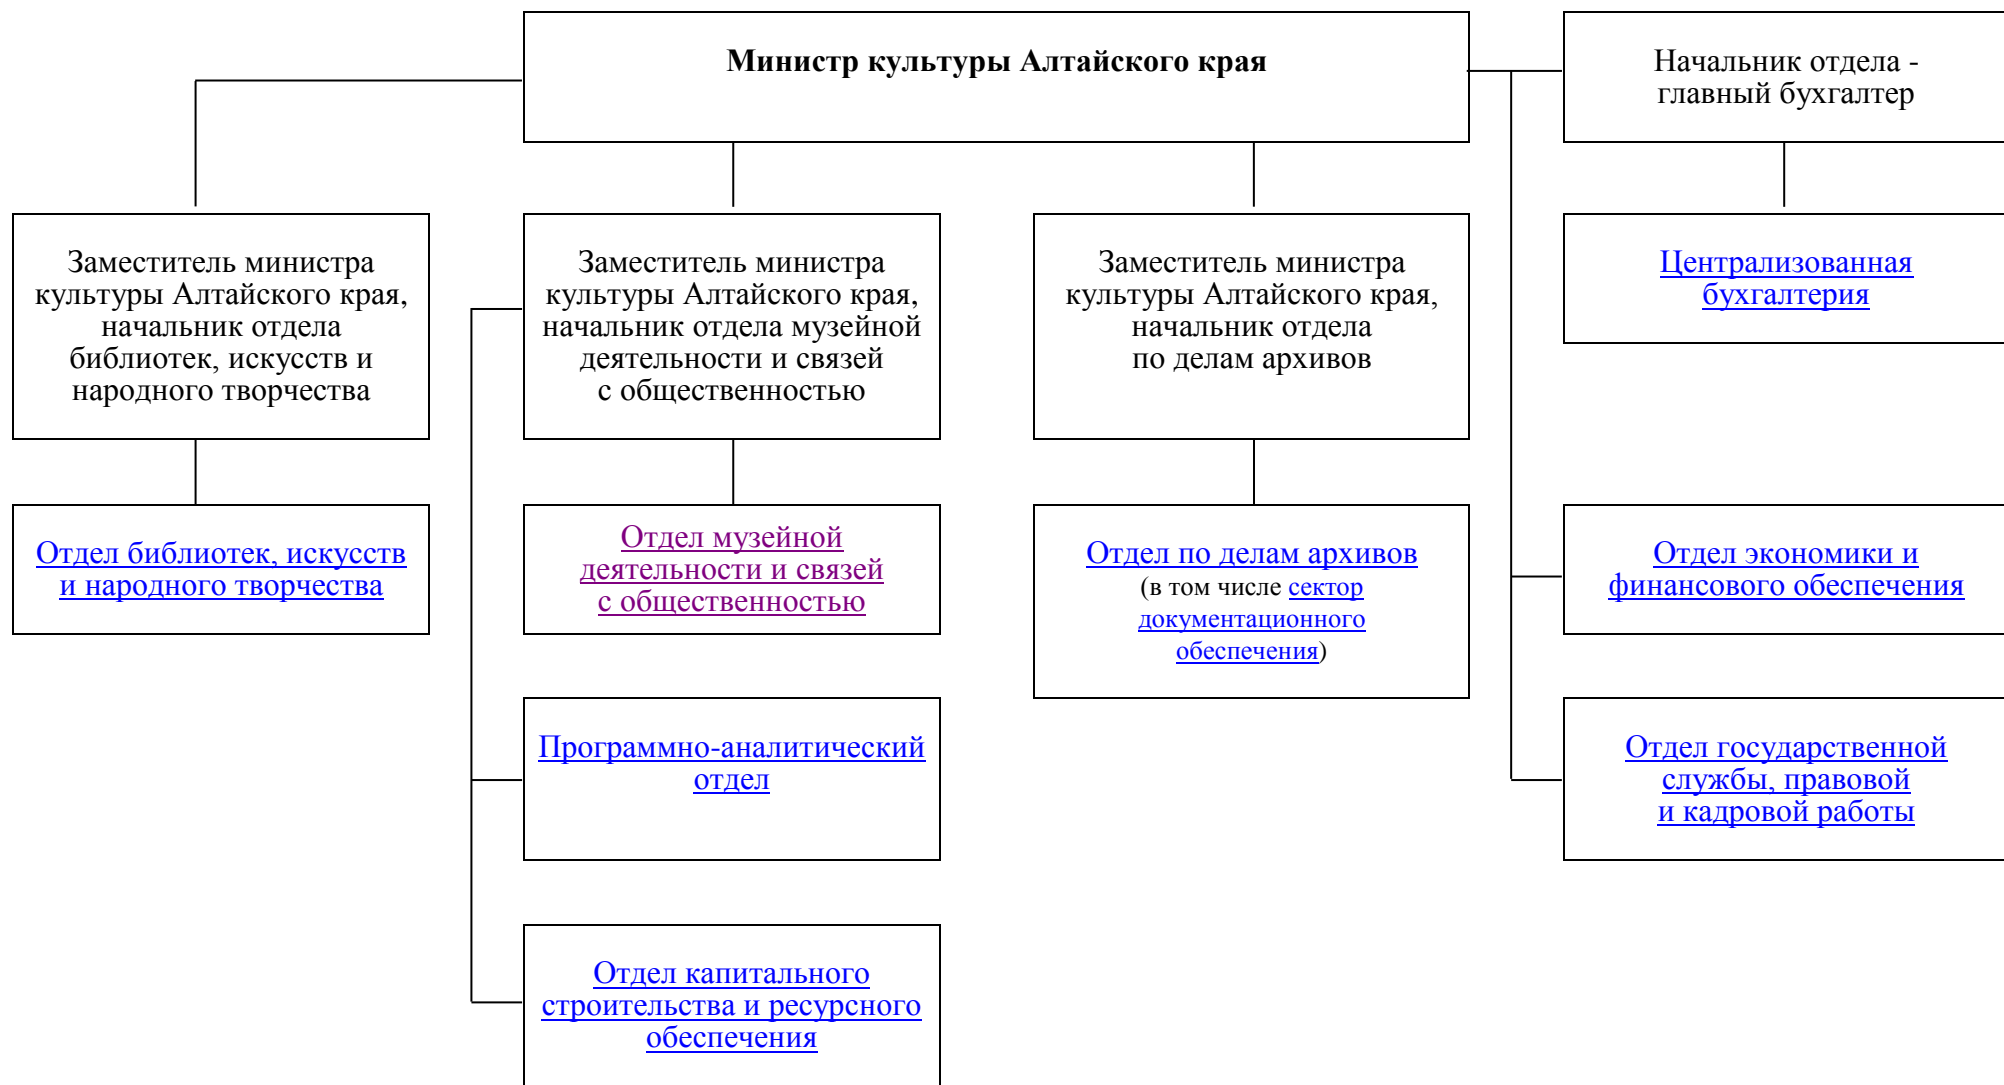 Министр культуры Алтайского края
Начальник отдела -
главный бухгалтер
Заместитель министра
культуры Алтайского края,
начальник отдела
библиотек, искусств и
народного творчества
Заместитель министра
культуры Алтайского края,
начальник отдела музейной
деятельности и связей
с общественностью
Заместитель министра
культуры Алтайского края,
начальник отдела
по делам архивов
Централизованная
бухгалтерия
Отдел библиотек, искусств
и народного творчества
Отдел музейной
деятельности и связей
с общественностью
Отдел по делам архивов
(в том числе сектор
документационного
обеспечения)
Отдел экономики и
финансового обеспечения
Программно-аналитический
отдел
Отдел государственной
службы, правовой
и кадровой работы
Отдел капитального
строительства и ресурсного
обеспечения